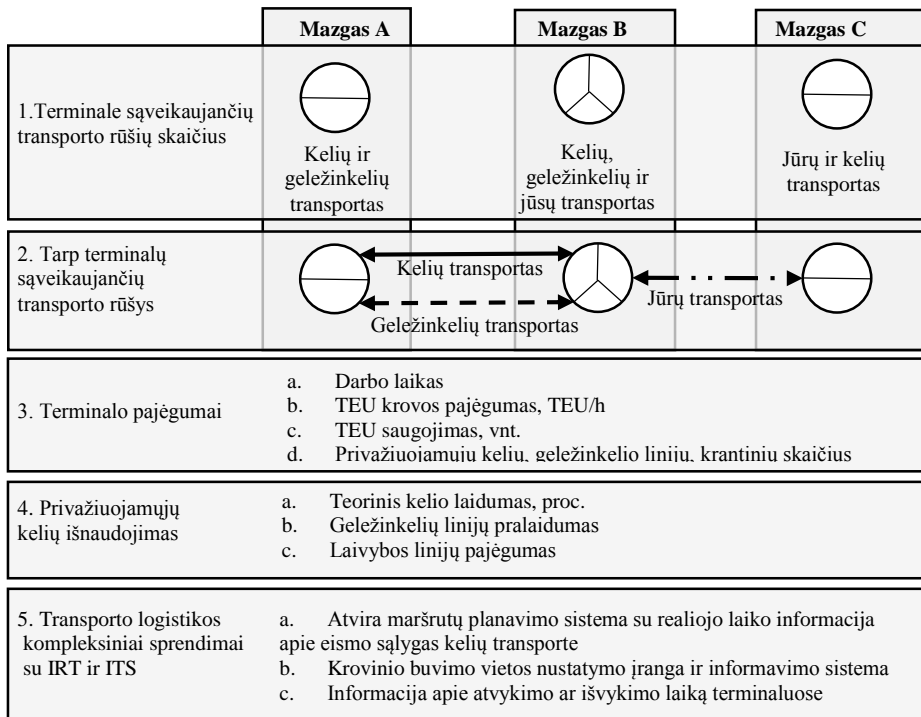 Mazgas A
Mazgas B
Mazgas C
1.Terminale sąveikaujančių
transporto rūšių skaičius
Kelių ir
geležinkelių
transportas
Kelių,
geležinkelių ir
jūsų transportas
Jūrų ir kelių
transportas
2. Tarp terminalų
sąveikaujančių
transporto rūšys
Kelių transportas
Geležinkelių transportas
Jūrų transportas
3. Terminalo pajėgumai
a. Darbo laikas
b. TEU krovos pajėgumas, TEU/h
c. TEU saugojimas, vnt.
d. Privažiuojamųjų kelių, geležinkelio linijų, krantinių skaičius
4. Privažiuojamųjų
kelių išnaudojimas
a. Teorinis kelio laidumas, proc.
b. Geležinkelių linijų pralaidumas
c. Laivybos linijų pajėgumas
5. Transporto logistikos
kompleksiniai sprendimai
su IRT ir ITS
a. Atvira maršrutų planavimo sistema su realiojo laiko informacija
apie eismo sąlygas kelių transporte
b. Krovinio buvimo vietos nustatymo įranga ir informavimo sistema
c. Informacija apie atvykimo ar išvykimo laiką terminaluose